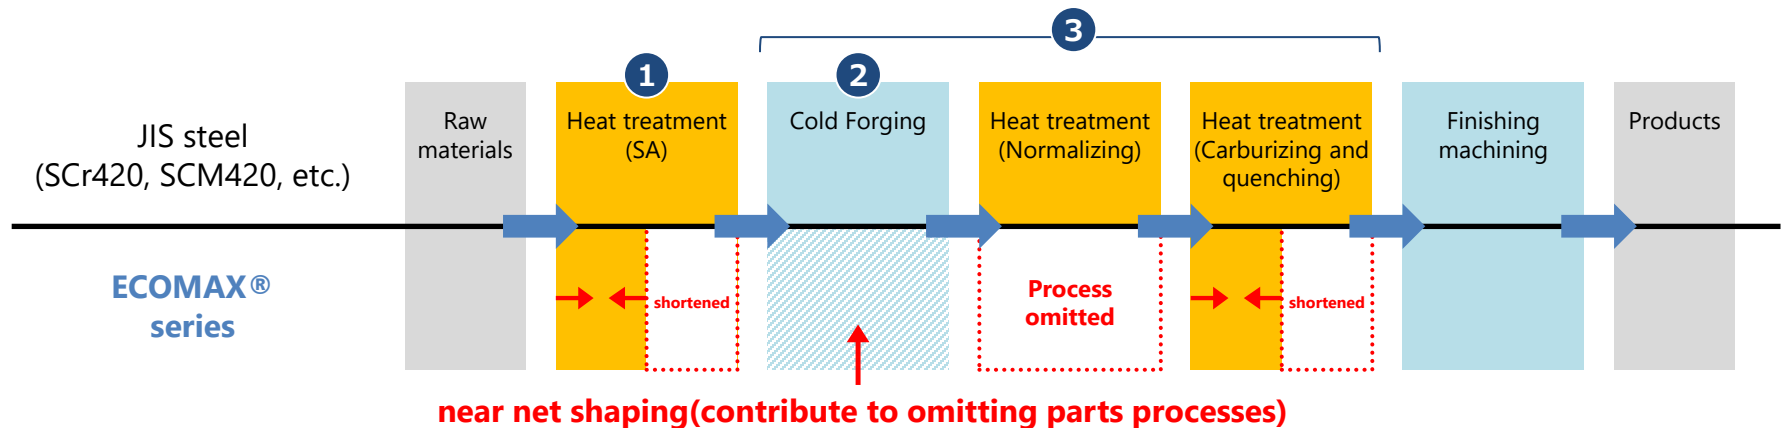 3
1
2
JIS steel
(SCr420, SCM420, etc.)
Raw
materials
Heat treatment
(SA)
Cold Forging
Heat treatment
(Normalizing)
Heat treatment
(Carburizing and
quenching)
Finishing
machining
Products
ECOMAX®
series
shortened
Process
omitted
shortened
near net shaping(contribute to omitting parts processes)